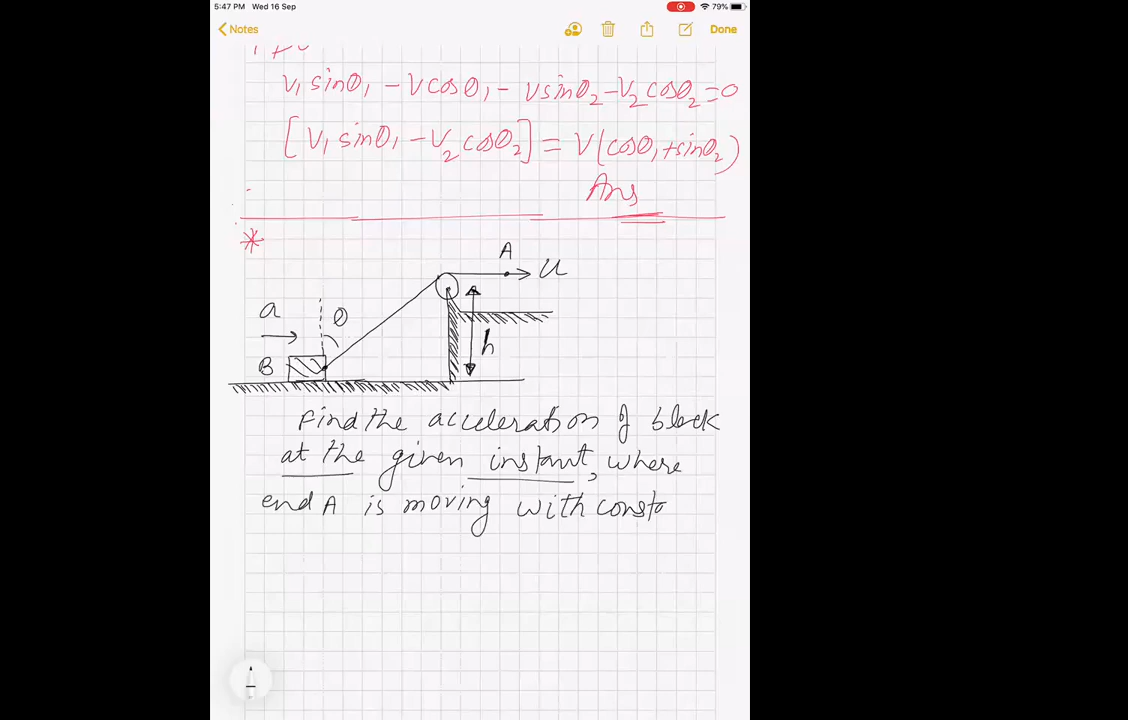 5:47 PM Wed 16 Sep
79%
Notes
Done
V₁ sinθ₁ - V cosθ₁ - V sinθ₂ - V₂ cosθ₂ = 0
[V₁ sinθ₁ - V₂ cosθ₂] = V(cosθ₁ + sinθ₂)
Ans
*
A
U
a
θ
h
B
Find the acceleration of block
at the given instant, where
end A is moving with consta